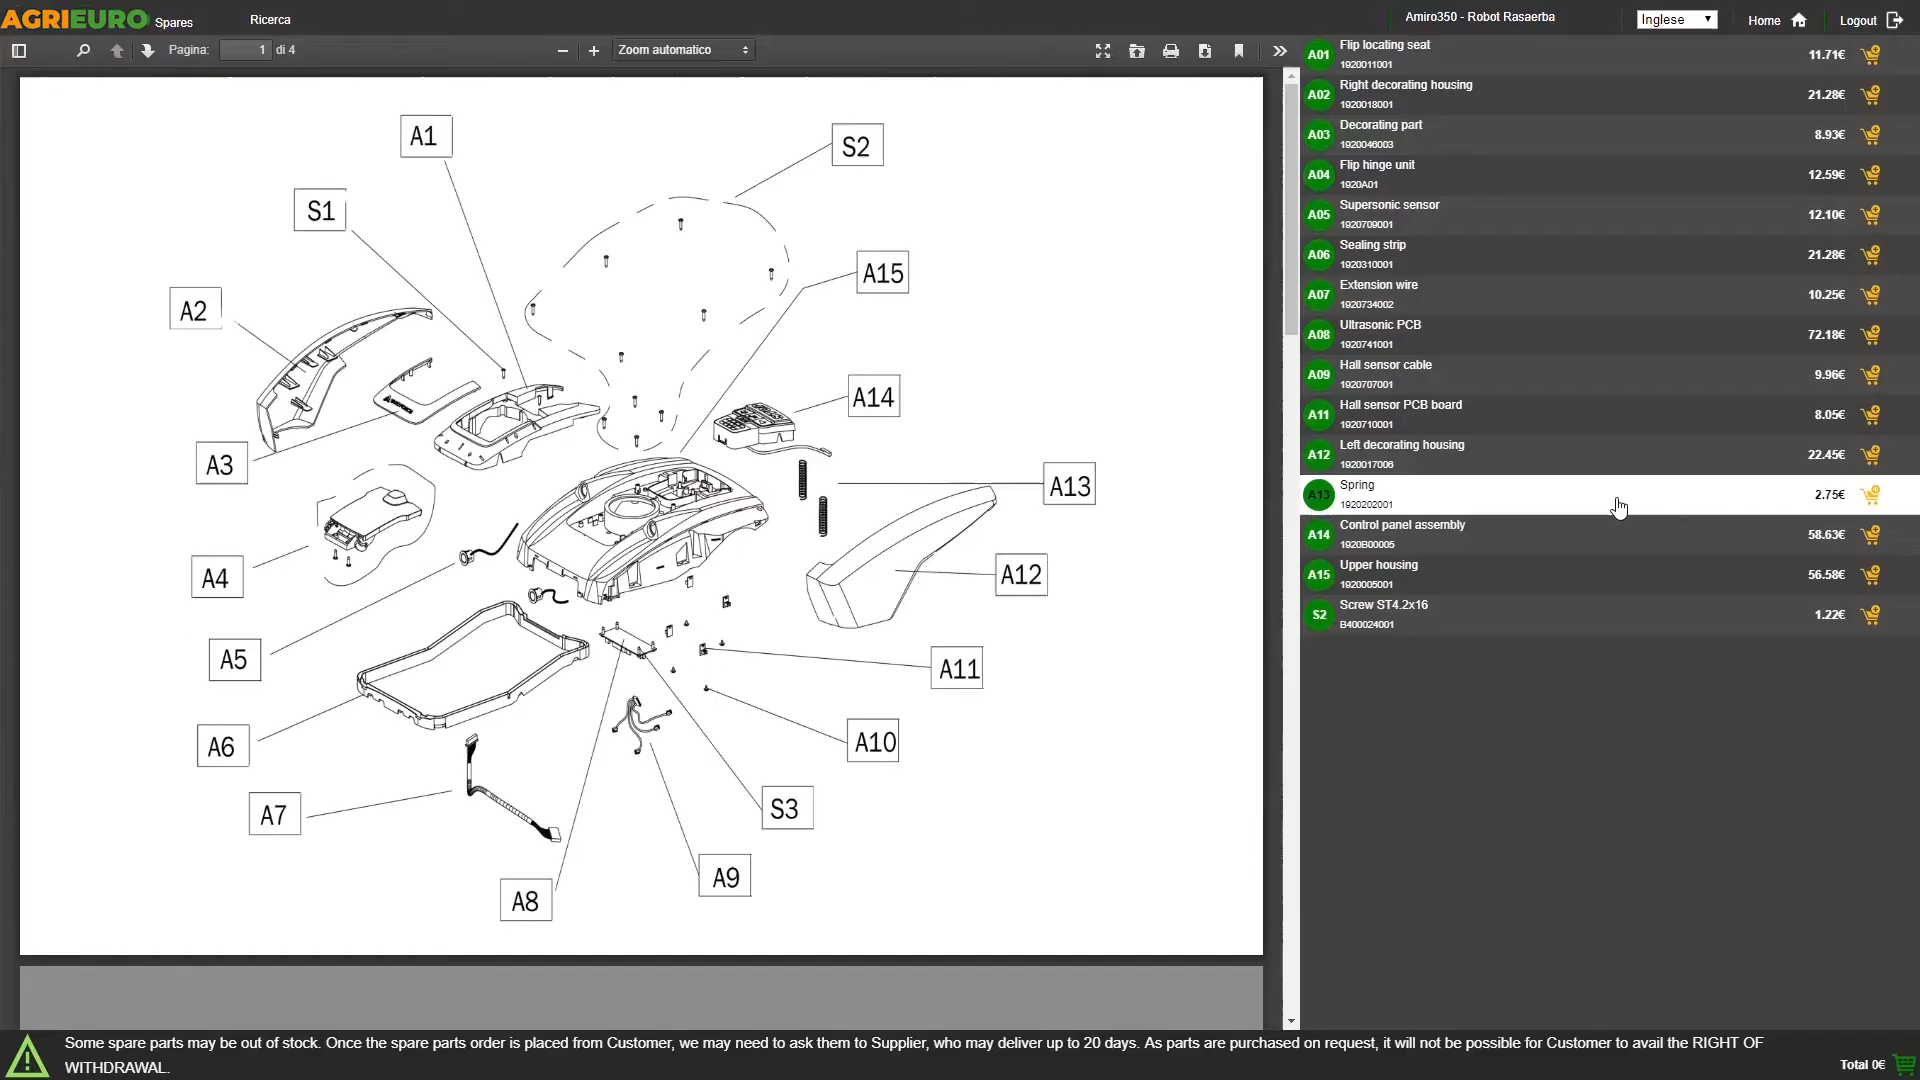 AGRIEURO Spares
Ricerca
Amiro350 - Robot Rasaerba
Inglese
Home
Logout
Pagina: 1 di 4
Zoom automatico
A1
S2
S1
A15
A2
A14
A3
A13
A4
A12
A5
A11
A6
A10
A7
S3
A9
A8
A01 Flip locating seat 11.71€
1920011001
A02 Right decorating housing 21.28€
1920018001
A03 Decorating part 8.93€
1920046003
A04 Flip hinge unit 12.59€
1920A01
A05 Supersonic sensor 12.10€
1920709001
A06 Sealing strip 21.28€
1920310001
A07 Extension wire 10.25€
1920734002
A08 Ultrasonic PCB 72.18€
1920741001
A09 Hall sensor cable 9.96€
1920707001
A11 Hall sensor PCB board 8.05€
1920710001
A12 Left decorating housing 22.45€
1920017006
A13 Spring 2.75€
1920202001
A14 Control panel assembly 58.63€
1920B00005
A15 Upper housing 56.58€
1920005001
S2 Screw ST4.2x16 1.22€
B400024001
Some spare parts may be out of stock. Once the spare parts order is placed from Customer, we may need to ask them to Supplier, who may deliver up to 20 days. As parts are purchased on request, it will not be possible for Customer to avail the RIGHT OF
WITHDRAWAL.
Total 0€